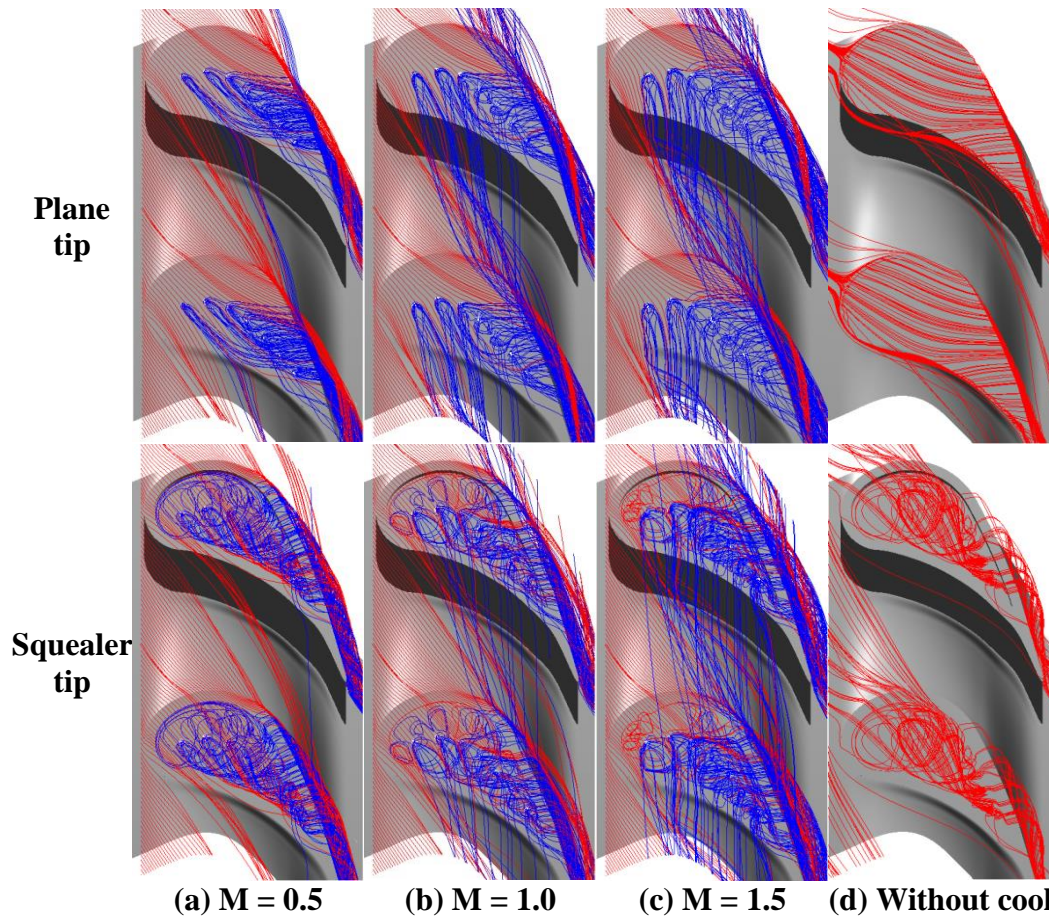 Plane
tip
Squealer
tip
(a) M = 0.5 (b) M = 1.0 (c) M = 1.5 (d) Without cool